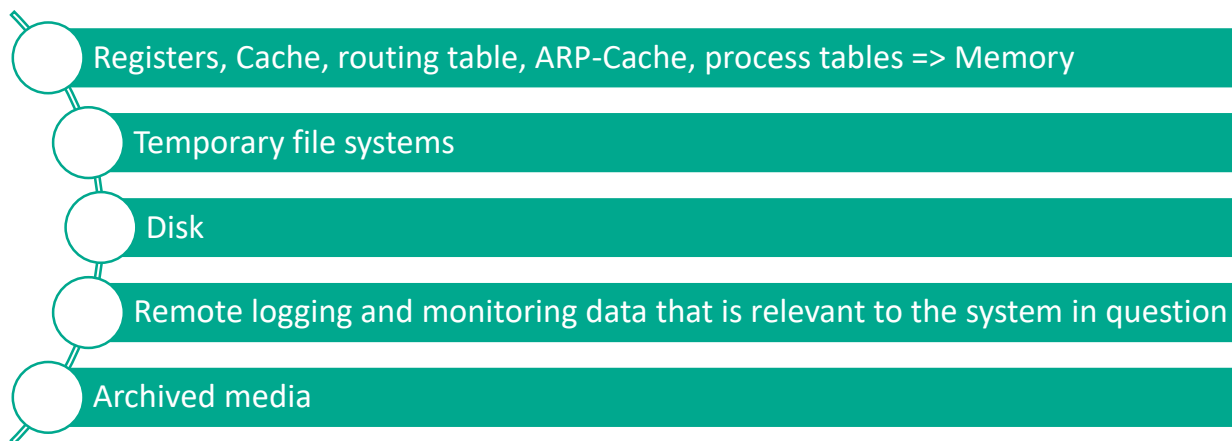 Registers, Cache, routing table, ARP-Cache, process tables => Memory
Temporary file systems
Disk
Remote logging and monitoring data that is relevant to the system in question
Archived media